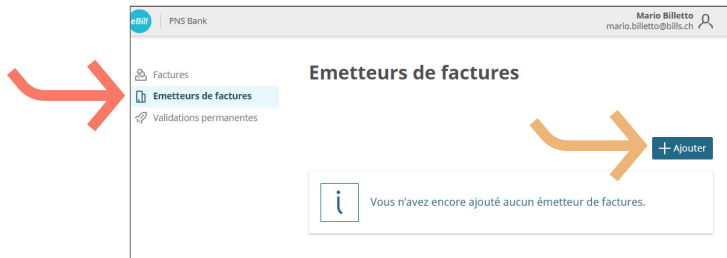 eBill PNS Bank
Mario Billetto
mario.billetto@bills.ch
Factures
Emetteurs de factures
Validations permanentes
Emetteurs de factures
+ Ajouter
i Vous n'avez encore ajouté aucun émetteur de factures.